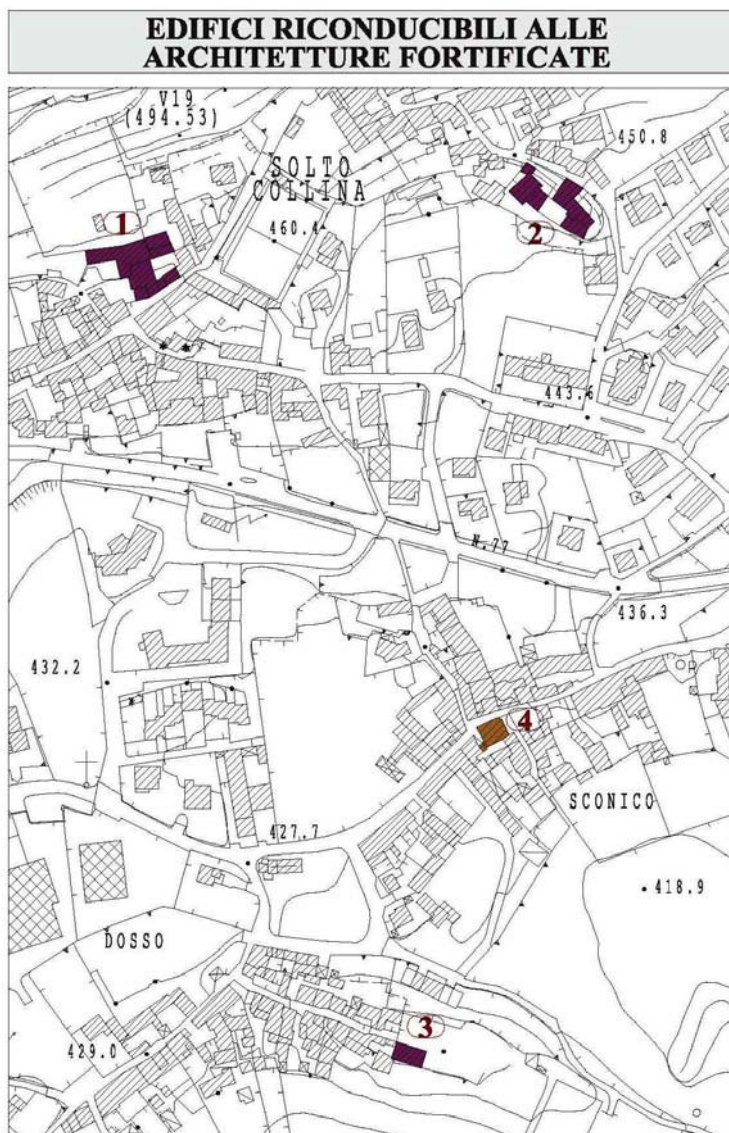 EDIFICI RICONDUCIBILI ALLE
ARCHITETTURE FORTIFICATE
V19
(494.53)
450.8
SOLTO
COLLINA
1
460.4
2
443.6
N.77
436.3
432.2
4
SCONICO
427.7
418.9
DOSSO
3
429.0